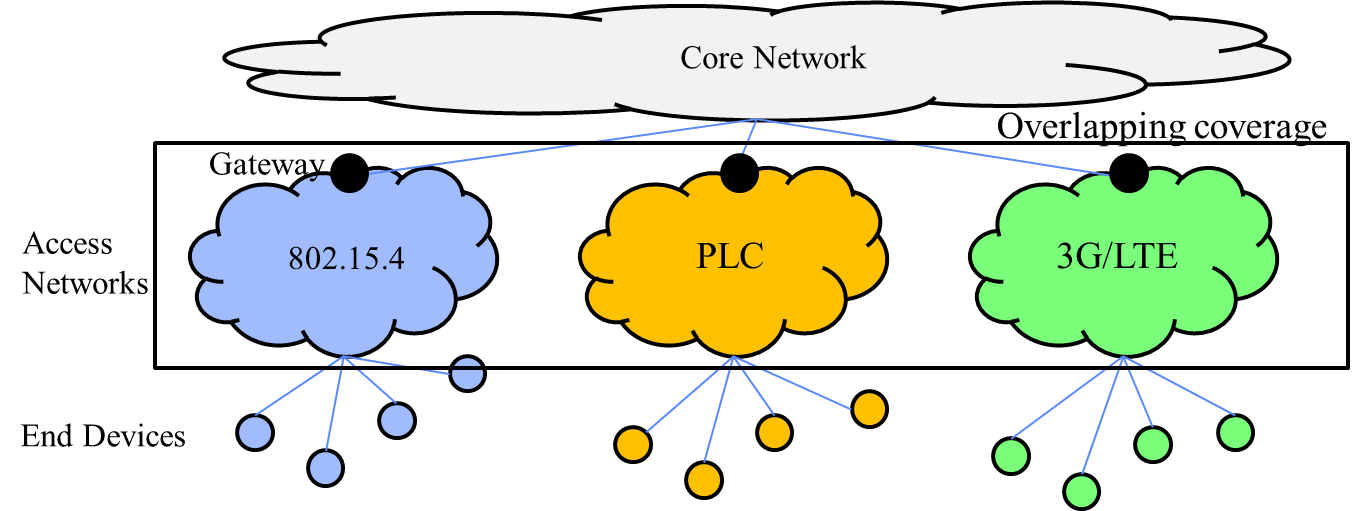 Core Network
Overlapping coverage
Gateway
Access
Networks
802.15.4
PLC
3G/LTE
End Devices